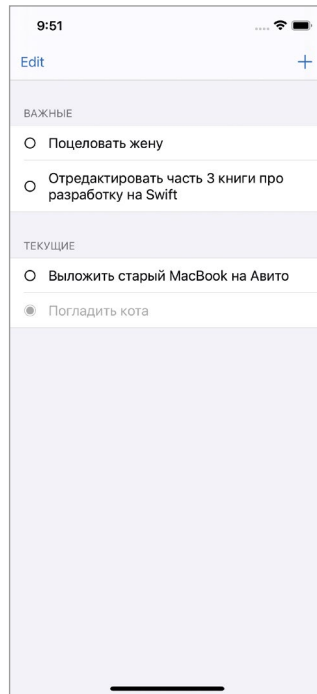 9:51
Edit
ВАЖНЫЕ
Поцеловать жену
Отредактировать часть 3 книги про
разработку на Swift
ТЕКУЩИЕ
Выложить старый MacBook на Авито
Погладить кота